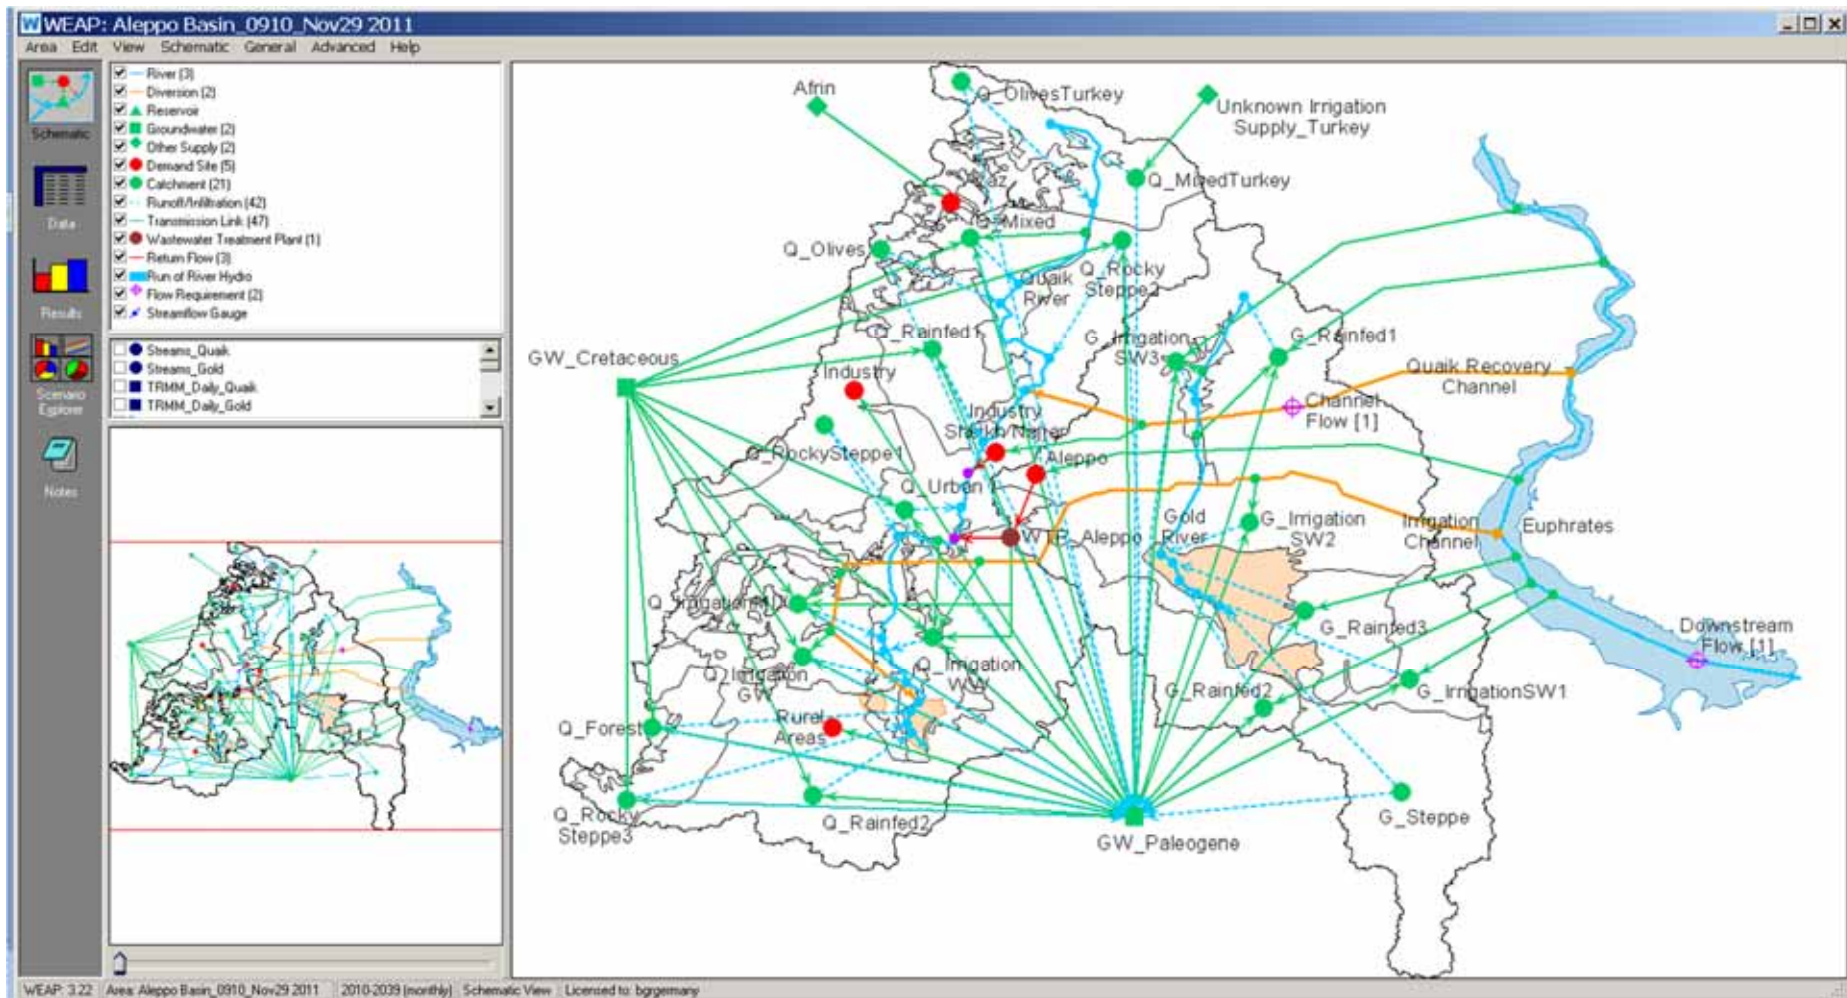 WEAP: Aleppo Basin_0910_Nov29 2011
Area Edit View Schematic General Advanced Help
Schematic
Data
Results
Scenario
Explorer
Notes
River (3)
Diversion (2)
Reservoir
Groundwater (2)
Other Supply (2)
Demand Site (5)
Catchment (21)
Runoff/Infiltration (42)
Transmission Link (47)
Wastewater Treatment Plant (1)
Return Flow (3)
Run of River Hydro
Flow Requirement (2)
Streamflow Gauge
Streams_Quaik
Streams_Gold
TRMM_Daily_Quaik
TRMM_Daily_Gold
Afrin
Q_OlivesTurkey
Unknown Irrigation
Supply_Turkey
Q_MixedTurkey
Q_Mixed
Q_Olives
Quaik
River
Q_Rocky
Steppe2
Q_Rainfed1
G_Irrigation
SW3
G_Rainfed1
GW_Cretaceous
Industry
Quaik Recovery
Channel
Channel
Flow [1]
Industry
Sheikh Najjar
Q_RockySteppe1
Aleppo
Q_Urban
Gold
River
G_Irrigation
SW2
Irrigation
Channel
Euphrates
WTP_Aleppo
G_Rainfed3
Downstream
Flow [1]
Q_Irrigation
GW
Q_Irrigation
WW
G_Rainfed2
G_IrrigationSW1
Q_Forest
Rural
Areas
Q_Rocky
Steppe3
Q_Rainfed2
GW_Paleogene
G_Steppe
WEAP: 3.22 Area: Aleppo Basin_0910_Nov29 2011 2010-2039 (monthly) Schematic View Licensed to: bgrgermany